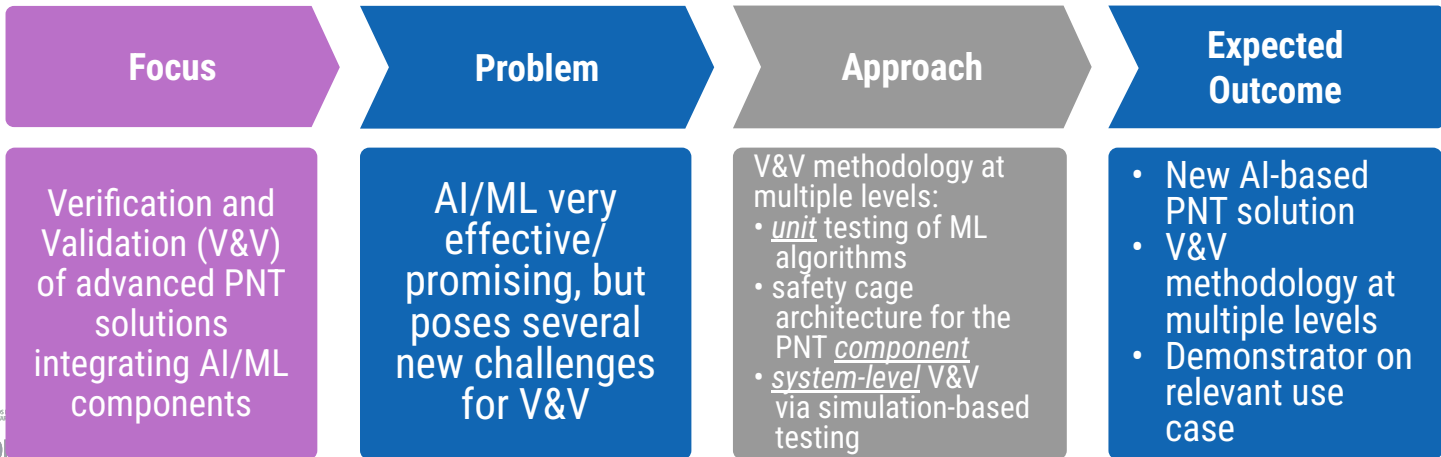 Focus
Problem
Approach
Expected
Outcome
Verification and
Validation (V&V)
of advanced PNT
solutions
integrating AI/ML
components
AI/ML very
effective/
promising, but
poses several
new challenges
for V&V
V&V methodology at
multiple levels:
• unit testing of ML
algorithms
• safety cage
architecture for the
PNT component
• system-level V&V
via simulation-based
testing
• New AI-based
PNT solution
• V&V
methodology at
multiple levels
• Demonstrator on
relevant use
case